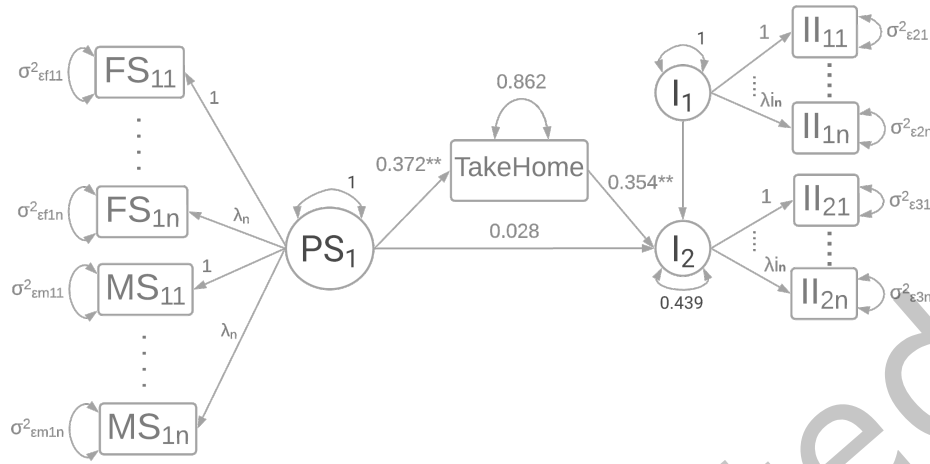 σ²εf11 FS11
1
σ²εf1n FS1n
λn
σ²εm11 MS11
1
λn
σ²εm1n MS1n
1
PS1
0.372**
0.862
TakeHome
0.354**
0.028
1
I1
I2
0.439
1
II11 σ²ε21
λin
II1n σ²ε2n
1
II21 σ²ε31
λin
II2n σ²ε3n
ed